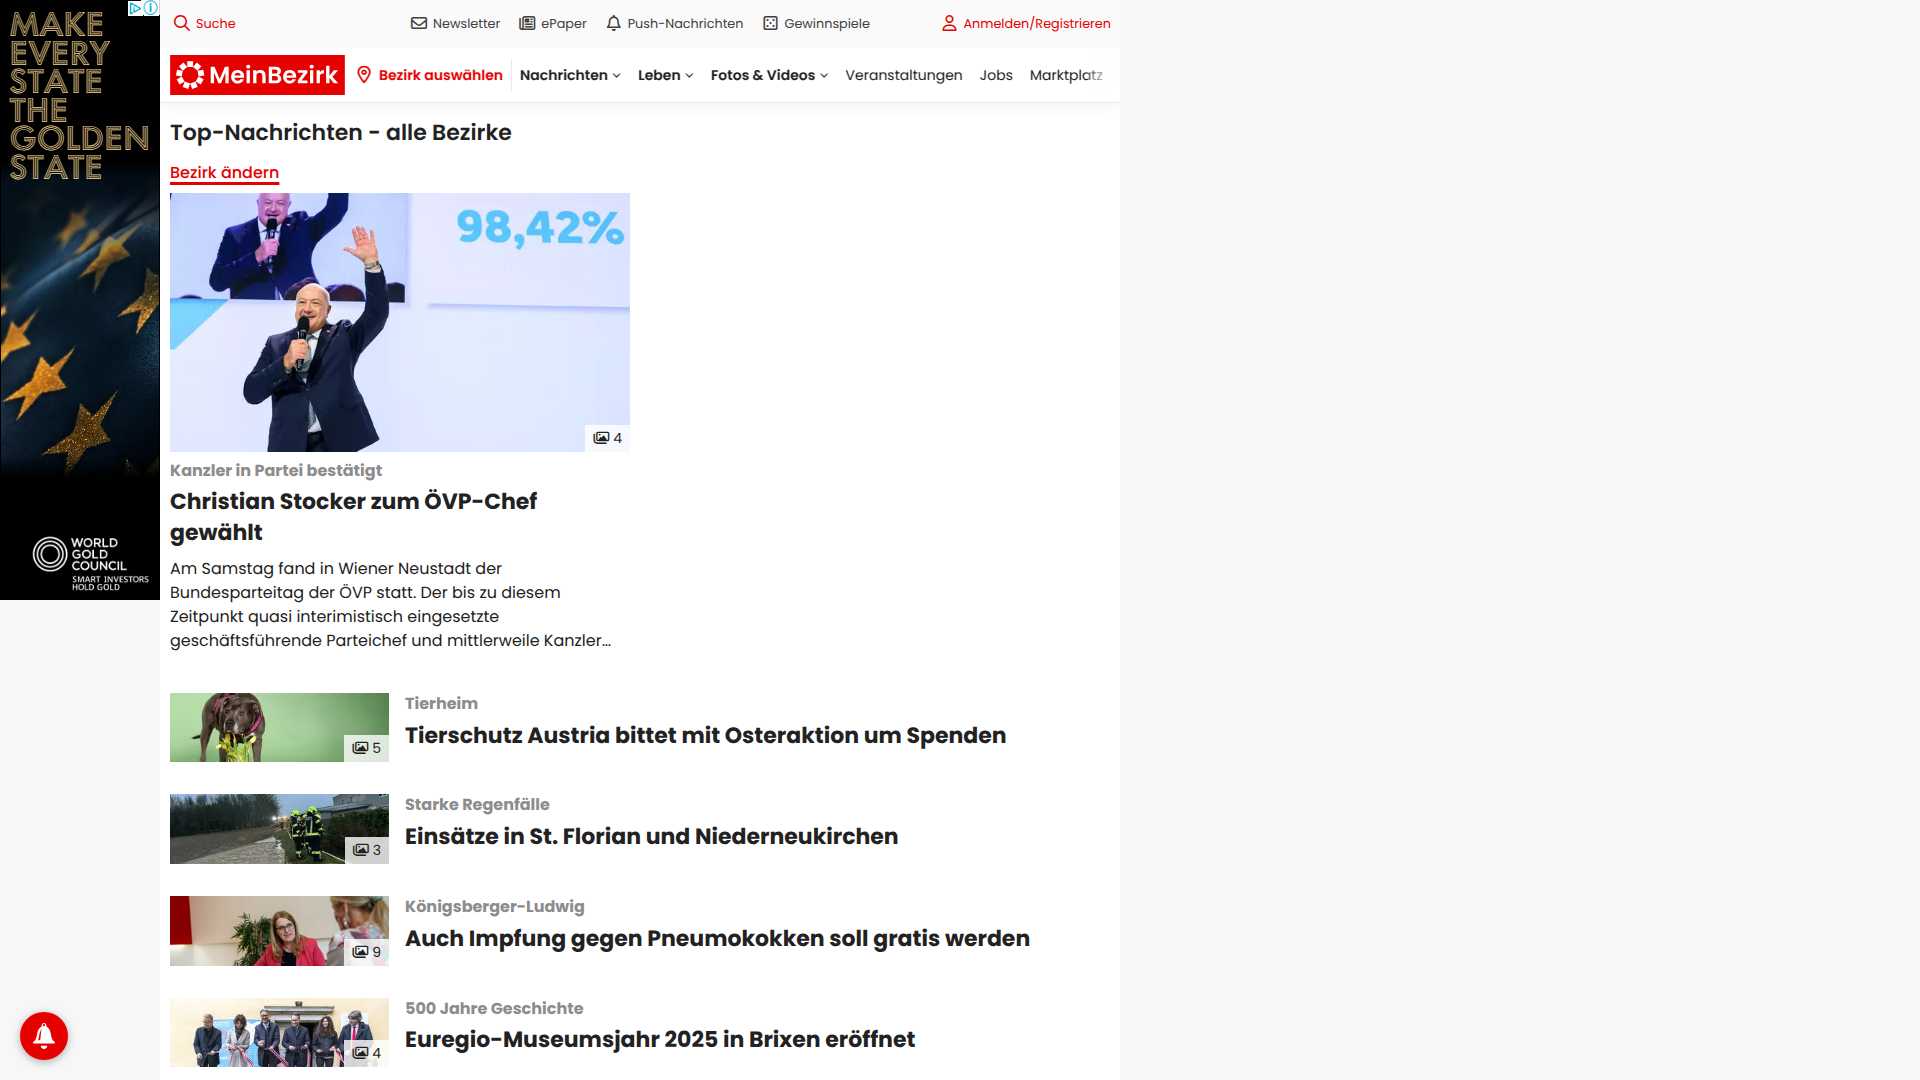 MAKE
EVERY
STATE
THE
GOLDEN
STATE
WORLD
GOLD
COUNCIL
SMART INVESTORS
HOLD GOLD
Suche
Newsletter
ePaper
Push-Nachrichten
Gewinnspiele
Anmelden/Registrieren
MeinBezirk
Bezirk auswählen
Nachrichten
Leben
Fotos & Videos
Veranstaltungen
Jobs
Marktplatz
Top-Nachrichten - alle Bezirke
Bezirk ändern
98,42%
4
Kanzler in Partei bestätigt
Christian Stocker zum ÖVP-Chef
gewählt
Am Samstag fand in Wiener Neustadt der
Bundesparteitag der ÖVP statt. Der bis zu diesem
Zeitpunkt quasi interimistisch eingesetzte
geschäftsführende Parteichef und mittlerweile Kanzler...
5
Tierheim
Tierschutz Austria bittet mit Osteraktion um Spenden
3
Starke Regenfälle
Einsätze in St. Florian und Niederneukirchen
9
Königsberger-Ludwig
Auch Impfung gegen Pneumokokken soll gratis werden
4
500 Jahre Geschichte
Euregio-Museumsjahr 2025 in Brixen eröffnet